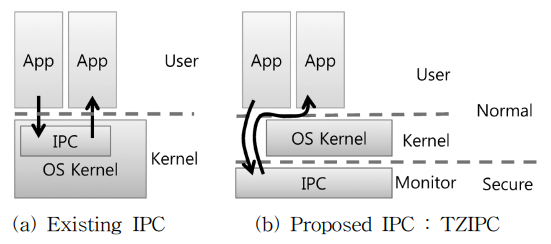 App App User
IPC
OS Kernel
Kernel
(a) Existing IPC
App App
User
Normal
OS Kernel Kernel
IPC Monitor Secure
(b) Proposed IPC : TZIPC